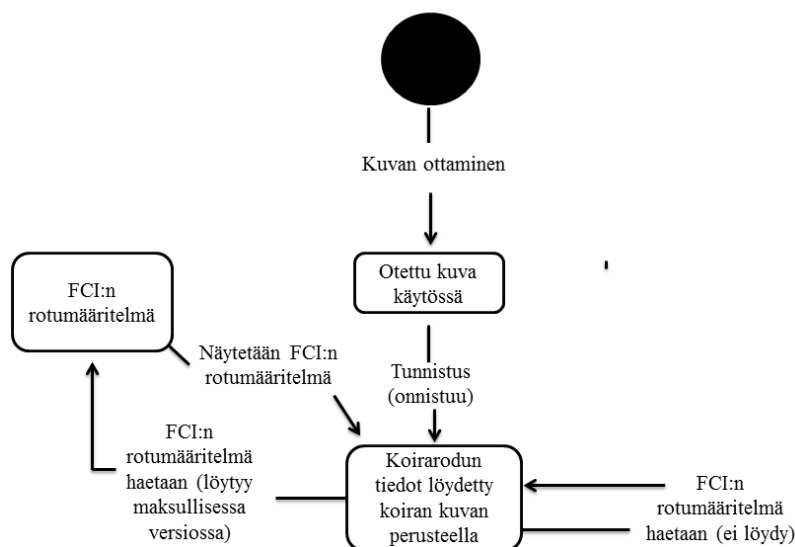 Kuvan ottaminen
Otettu kuva
käytössä
FCI:n
rotumääritelmä
Näytetään FCI:n
rotumääritelmä
Tunnistus
(onnistuu)
FCI:n
rotumääritelmä
haetaan (löytyy
maksullisessa
versiossa)
Koirarodun
tiedot löydetty
koiran kuvan
perusteella
FCI:n
rotumääritelmä
haetaan (ei löydy)